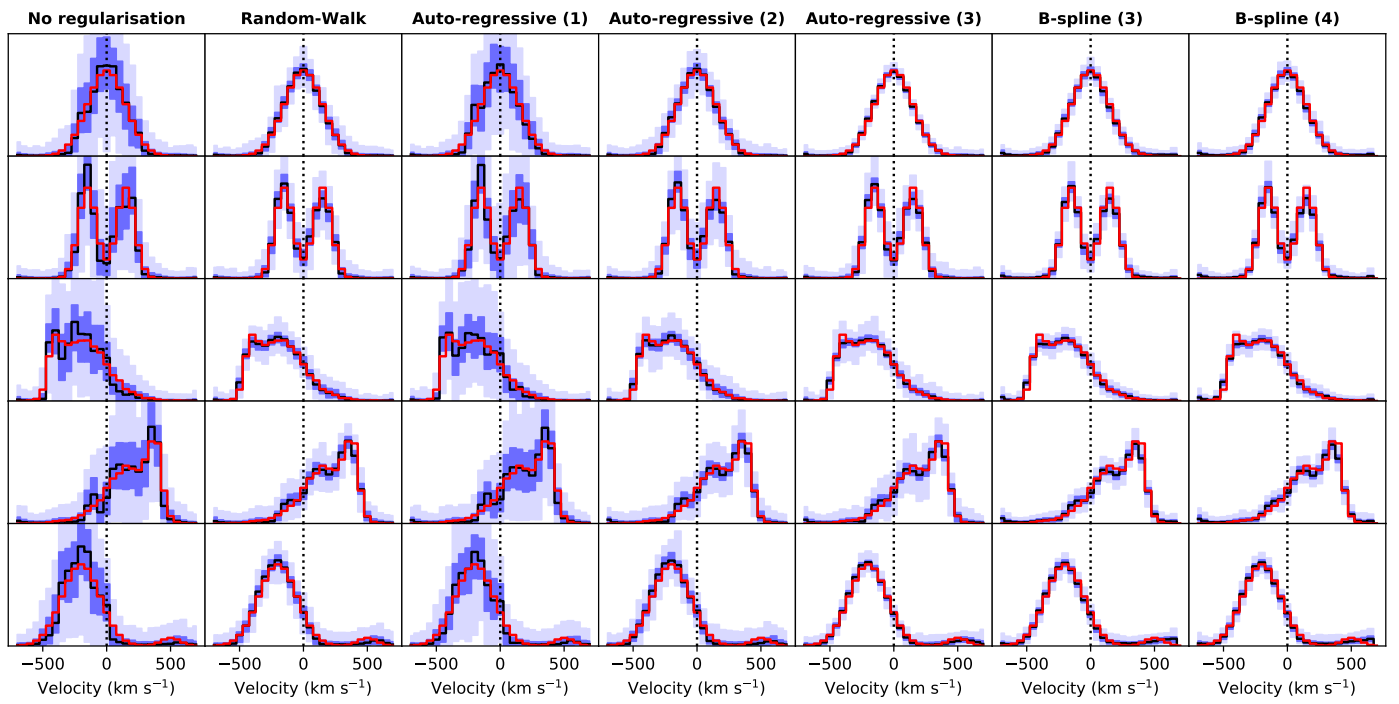 No regularisation Random-Walk Auto-regressive (1) Auto-regressive (2) Auto-regressive (3) B-spline (3) B-spline (4)
−500 0 500 −500 0 500 −500 0 500 −500 0 500 −500 0 500 −500 0 500 −500 0 500
Velocity (km s⁻¹) Velocity (km s⁻¹) Velocity (km s⁻¹) Velocity (km s⁻¹) Velocity (km s⁻¹) Velocity (km s⁻¹) Velocity (km s⁻¹)